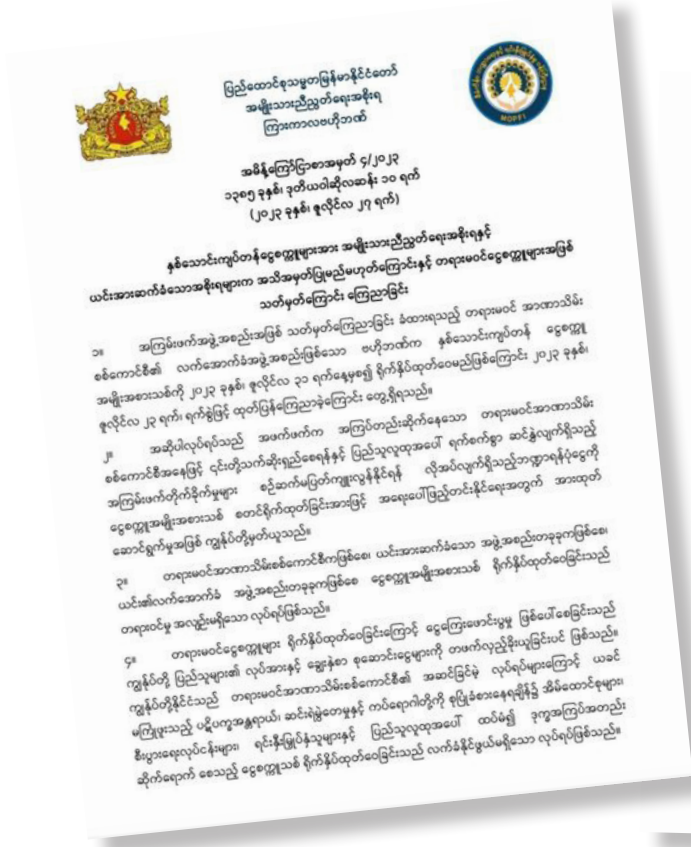 ပြည်ထောင်စုသမ္မတမြန်မာနိုင်ငံတော်
အမျိုးသားညီညွတ်ရေးအစိုးရ
ကြားကာလဗဟိုဘဏ်
MOPFI
အမိန့်ကြော်ငြာစာအမှတ် ၄/၂၀၂၃
၁၃၈၅ ခုနှစ်၊ ဒုတိယဝါဆိုလဆန်း ၁၀ ရက်
(၂၀၂၃ ခုနှစ်၊ ဇူလိုင်လ ၂၇ ရက်)
နှစ်သောင်းကျပ်တန်ငွေစက္ကူများအား အမျိုးသားညီညွတ်ရေးအစိုးရနှင့်
ယင်းအားဆက်ခံသောအစိုးရများက အသိအမှတ်ပြုမည်မဟုတ်ကြောင်းနှင့် တရားမဝင်ငွေစက္ကူများအဖြစ်
သတ်မှတ်ကြောင်း ကြေညာခြင်း
၁။ အကြမ်းဖက်အဖွဲ့အစည်းအဖြစ် သတ်မှတ်ကြေညာခြင်း ခံထားရသည့် တရားမဝင် အာဏာသိမ်း
စစ်ကောင်စီ၏ လက်အောက်ခံအဖွဲ့အစည်းဖြစ်သော ဗဟိုဘဏ်က နှစ်သောင်းကျပ်တန် ငွေစက္ကူ
အမျိုးအစားသစ်ကို ၂၀၂၃ ခုနှစ်၊ ဇူလိုင်လ ၃၁ ရက်နေ့မှစ၍ ရိုက်နှိပ်ထုတ်ဝေမည်ဖြစ်ကြောင်း ၂၀၂၃ ခုနှစ်၊
ဇူလိုင်လ ၂၃ ရက်၊ ရက်စွဲဖြင့် ထုတ်ပြန်ကြေညာခဲ့ကြောင်း တွေ့ရှိရသည်။
၂။ အဆိုပါလုပ်ရပ်သည် အဖက်ဖက်က အကြပ်တည်းဆိုက်နေသော တရားမဝင်အာဏာသိမ်း
စစ်ကောင်စီအနေဖြင့် ၎င်းတို့သက်ဆိုးရှည်စေရန်နှင့် ပြည်သူလူထုအပေါ် ရက်စက်စွာ ဆင်နွှဲလျက်ရှိသည့်
အကြမ်းဖက်တိုက်ခိုက်မှုများ စဉ်ဆက်မပြတ်ကျူးလွန်နိုင်ရန် လိုအပ်လျက်ရှိသည့်ဘဏ္ဍာရန်ပုံငွေကို
ငွေစက္ကူအမျိုးအစားသစ် စတင်ရိုက်ထုတ်ခြင်းအားဖြင့် အရေးပေါ်ဖြည့်တင်းနိုင်ရေးအတွက် အားထုတ်
ဆောင်ရွက်မှုအဖြစ် ကျွန်ုပ်တို့မှတ်ယူသည်။
၃။ တရားမဝင်အာဏာသိမ်းစစ်ကောင်စီကဖြစ်စေ၊ ယင်းအားဆက်ခံသော အဖွဲ့အစည်းတခုခုကဖြစ်စေ၊
ယင်း၏လက်အောက်ခံ အဖွဲ့အစည်းတခုခုကဖြစ်စေ ငွေစက္ကူအမျိုးအစားသစ် ရိုက်နှိပ်ထုတ်ဝေခြင်းသည်
တရားဝင်မှု အလျဉ်းမရှိသော လုပ်ရပ်ဖြစ်သည်။
၄။ တရားမဝင်ငွေစက္ကူများ ရိုက်နှိပ်ထုတ်ဝေခြင်းကြောင့် ငွေကြေးဖောင်းပွမှု ဖြစ်ပေါ်စေခြင်းသည်
ကျွန်ုပ်တို့ ပြည်သူများ၏ လုပ်အားနှင့် ချွေးနှဲစာ စုဆောင်းငွေများကို တဖက်လှည့်ခိုးယူခြင်းပင် ဖြစ်သည်။
ကျွန်ုပ်တို့နိုင်ငံသည် တရားမဝင်အာဏာသိမ်းစစ်ကောင်စီ၏ အဆင်ခြင်မဲ့ လုပ်ရပ်များကြောင့် ယခင်
မကြုံဖူးသည့် ပဋိပက္ခအန္တရာယ်၊ ဆင်းရဲမွဲတေမှုနှင့် ကပ်ရောဂါတို့ကို စုပြုံခံစားနေရချိန်၌ အိမ်ထောင်စုများ၊
စီးပွားရေးလုပ်ငန်းများ၊ ရင်းနှီးမြှုပ်နှံသူများနှင့် ပြည်သူလူထုအပေါ် ထပ်မံ၍ ဒုက္ခအကြပ်အတည်း
ဆိုက်ရောက် စေသည့် ငွေစက္ကူသစ် ရိုက်နှိပ်ထုတ်ဝေခြင်းသည် လက်ခံနိုင်ဖွယ်မရှိသော လုပ်ရပ်ဖြစ်သည်။